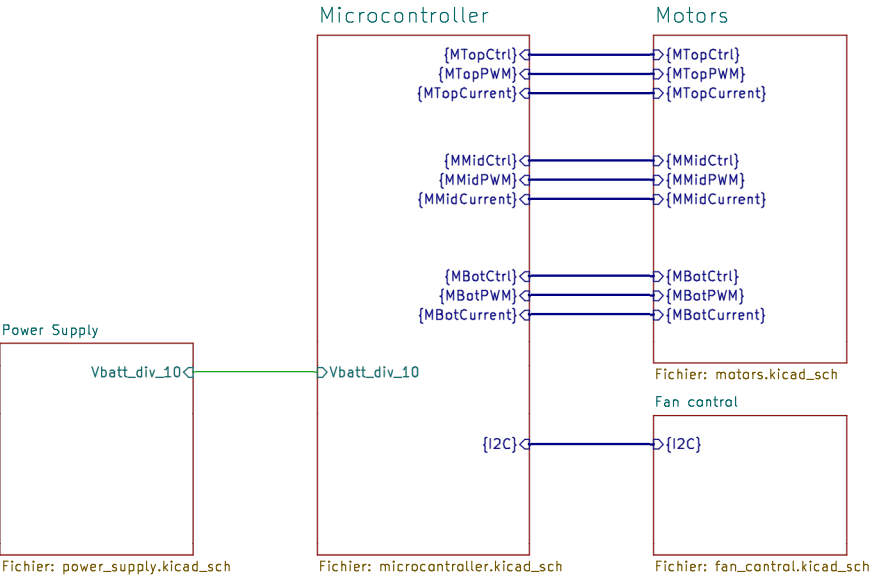 Microcontroller
Motors
{MTopCtrl}
{MTopCtrl}
{MTopPWM}
{MTopPWM}
{MTopCurrent}
{MTopCurrent}
{MMidCtrl}
{MMidCtrl}
{MMidPWM}
{MMidPWM}
{MMidCurrent}
{MMidCurrent}
{MBotCtrl}
{MBotCtrl}
{MBotPWM}
{MBotPWM}
{MBotCurrent}
{MBotCurrent}
Power Supply
Vbatt_div_10
Vbatt_div_10
Fichier: motors.kicad_sch
Fan control
{I2C}
{I2C}
Fichier: power_supply.kicad_sch
Fichier: microcontroller.kicad_sch
Fichier: fan_control.kicad_sch